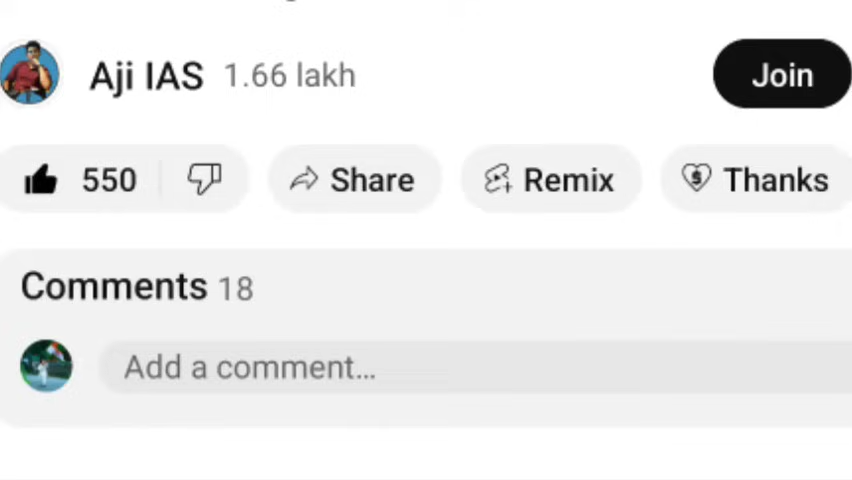 Aji IAS 1.66 lakh Join
550 Share Remix Thanks
Comments 18
Add a comment...